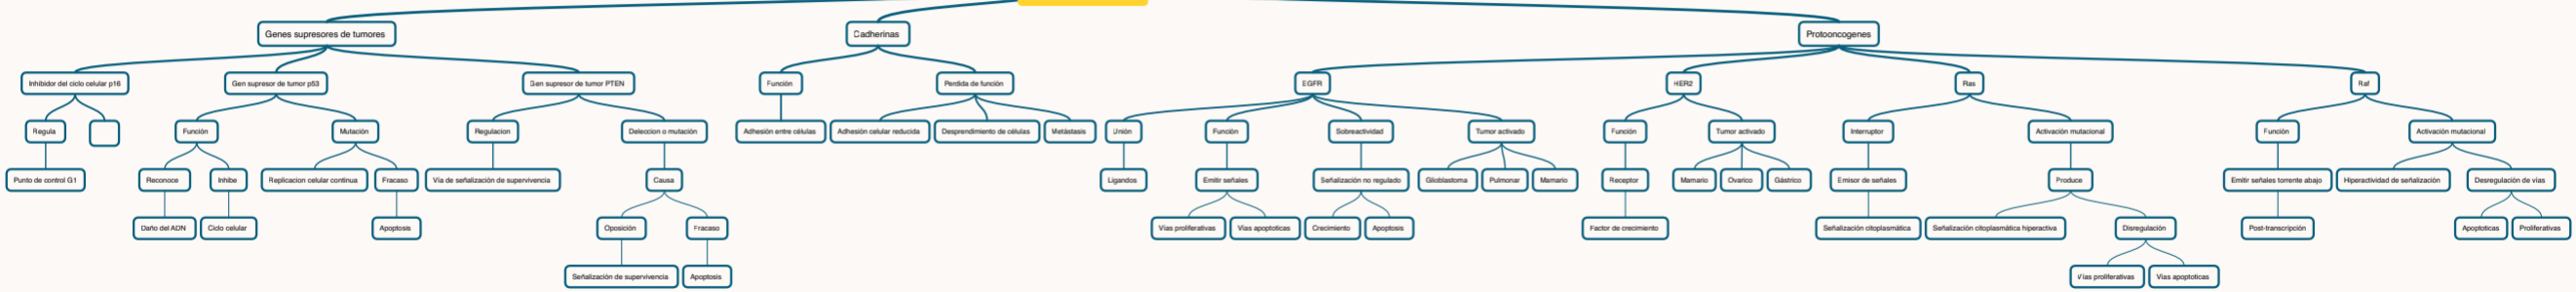 Genes supresores de tumores
Cadherinas
Protooncogenes
Inhibidor del ciclo celular p16
Gen supresor de tumor p53
Gen supresor de tumor PTEN
Función
Perdida de función
EGFR
HER2
Ras
Raf
Regula
Función
Mutación
Regulacion
Deleccion o mutación
Adhesión entre células
Adhesión celular reducida
Desprendimiento de células
Metástasis
Unión
Función
Sobreactividad
Tumor activado
Función
Tumor activado
Interruptor
Activación mutacional
Función
Activación mutacional
Punto de control G1
Reconoce
Inhibe
Replicacion celular continua
Fracaso
Vía de señalización de supervivencia
Causa
Ligandos
Emitir señales
Señalización no regulado
Glioblastoma
Pulmonar
Mamario
Receptor
Mamario
Ovarico
Gástrico
Emisor de señales
Produce
Emitir señales torrente abajo
Hiperactividad de señalización
Desregulación de vías
Daño del ADN
Ciclo celular
Apoptosis
Oposición
Fracaso
Vías proliferativas
Vías apoptoticas
Crecimiento
Apoptosis
Factor de crecimiento
Señalización citoplasmática
Señalización citoplasmática hiperactiva
Disregulación
Post-transcripción
Apoptoticas
Proliferativas
Señalización de supervivencia
Apoptosis
Vías proliferativas
Vías apoptoticas